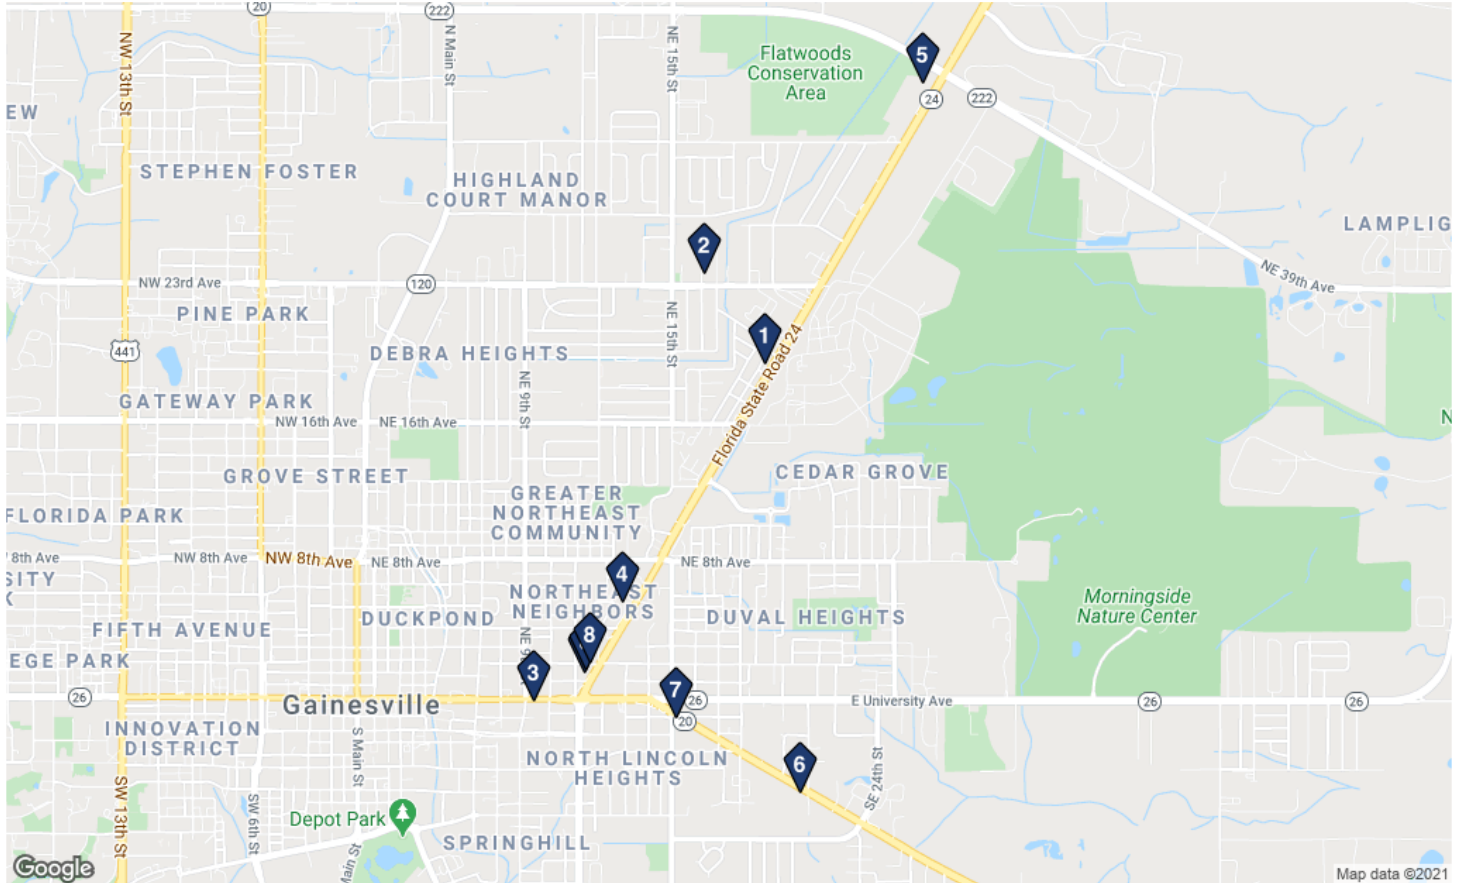 20
222
NW 13th St
N Main St
NE 15th St
Flatwoods
Conservation
Area
5
24
222
EW
STEPHEN FOSTER
HIGHLAND
COURT MANOR
LAMPLIG
2
NE 39th Ave
NW 23rd Ave
120
PINE PARK
NE 15th St
1
441
DEBRA HEIGHTS
Florida State Road 24
NE 9th St
GATEWAY PARK
NW 16th Ave
NE 16th Ave
N
GROVE STREET
CEDAR GROVE
GREATER
NORTHEAST
COMMUNITY
FLORIDA PARK
8th Ave
NW 8th Ave
NW 8th Ave
NE 8th Ave
NE 8th Ave
SITY
K
4
NORTHEAST
NEIGHBORS
Morningside
Nature Center
DUCKPOND
DUVAL HEIGHTS
FIFTH AVENUE
8
NE 9
EGE PARK
3
7
26
Gainesville
26
E University Ave
26
26
20
INNOVATION
DISTRICT
S Main St
NORTH LINCOLN
HEIGHTS
6
SE 24th St
SW 13th St
SW 6th St
Depot Park
SPRINGHILL
Main St
Google
Map data ©2021